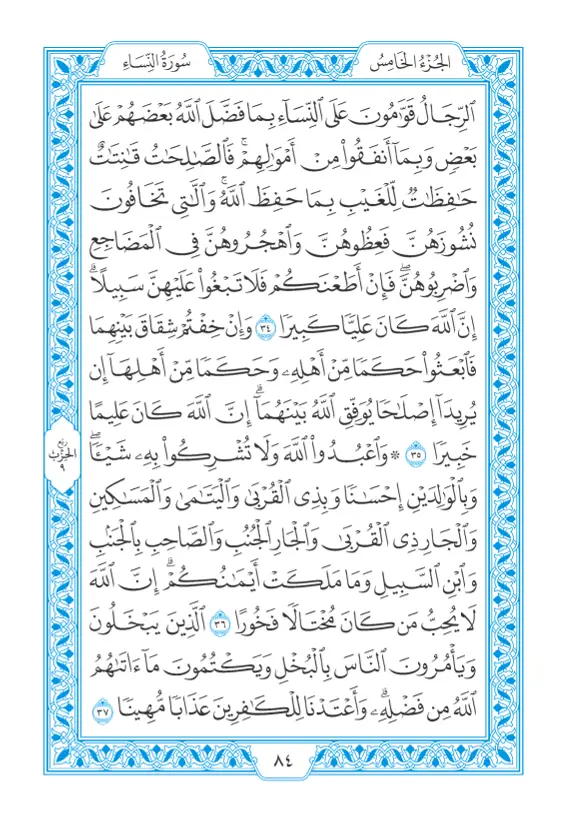 سُورَةُ النِّسَاءِ
الجُزْءُ الخَامِسُ
ٱلرِّجَالُ قَوَّٰمُونَ عَلَى ٱلنِّسَآءِ بِمَا فَضَّلَ ٱللَّهُ بَعْضَهُمْ عَلَىٰ
بَعْضٖ وَبِمَآ أَنفَقُواْ مِنْ أَمْوَٰلِهِمْۚ فَٱلصَّٰلِحَٰتُ قَٰنِتَٰتٌ
حَٰفِظَٰتٞ لِّلْغَيْبِ بِمَا حَفِظَ ٱللَّهُۚ وَٱلَّٰتِي تَخَافُونَ
نُشُوزَهُنَّ فَعِظُوهُنَّ وَٱهْجُرُوهُنَّ فِي ٱلْمَضَاجِعِ
وَٱضْرِبُوهُنَّۖ فَإِنْ أَطَعْنَكُمْ فَلَا تَبْغُواْ عَلَيْهِنَّ سَبِيلًاۗ
إِنَّ ٱللَّهَ كَانَ عَلِيّٗا كَبِيرٗا ٣٤ وَإِنْ خِفْتُمْ شِقَاقَ بَيْنِهِمَا
فَٱبْعَثُواْ حَكَمٗا مِّنْ أَهْلِهِۦ وَحَكَمٗا مِّنْ أَهْلِهَآ إِن
يُرِيدَآ إِصْلَٰحٗا يُوَفِّقِ ٱللَّهُ بَيْنَهُمَآۗ إِنَّ ٱللَّهَ كَانَ عَلِيمًا
خَبِيرٗا ٣٥ ۞ وَٱعْبُدُواْ ٱللَّهَ وَلَا تُشْرِكُواْ بِهِۦ شَيْـٔٗاۖ
وَبِٱلْوَٰلِدَيْنِ إِحْسَٰنٗا وَبِذِي ٱلْقُرْبَىٰ وَٱلْيَتَٰمَىٰ وَٱلْمَسَٰكِينِ
وَٱلْجَارِ ذِي ٱلْقُرْبَىٰ وَٱلْجَارِ ٱلْجُنُبِ وَٱلصَّاحِبِ بِٱلْجَنۢبِ
وَٱبْنِ ٱلسَّبِيلِ وَمَا مَلَكَتْ أَيْمَٰنُكُمْۗ إِنَّ ٱللَّهَ
لَا يُحِبُّ مَن كَانَ مُخْتَالٗا فَخُورًا ٣٦ ٱلَّذِينَ يَبْخَلُونَ
وَيَأْمُرُونَ ٱلنَّاسَ بِٱلْبُخْلِ وَيَكْتُمُونَ مَآ ءَاتَىٰهُمُ
ٱللَّهُ مِن فَضْلِهِۦۗ وَأَعْتَدْنَا لِلْكَٰفِرِينَ عَذَابٗا مُّهِينٗا ٣٧
ربع
الحزب
٩
٨٤